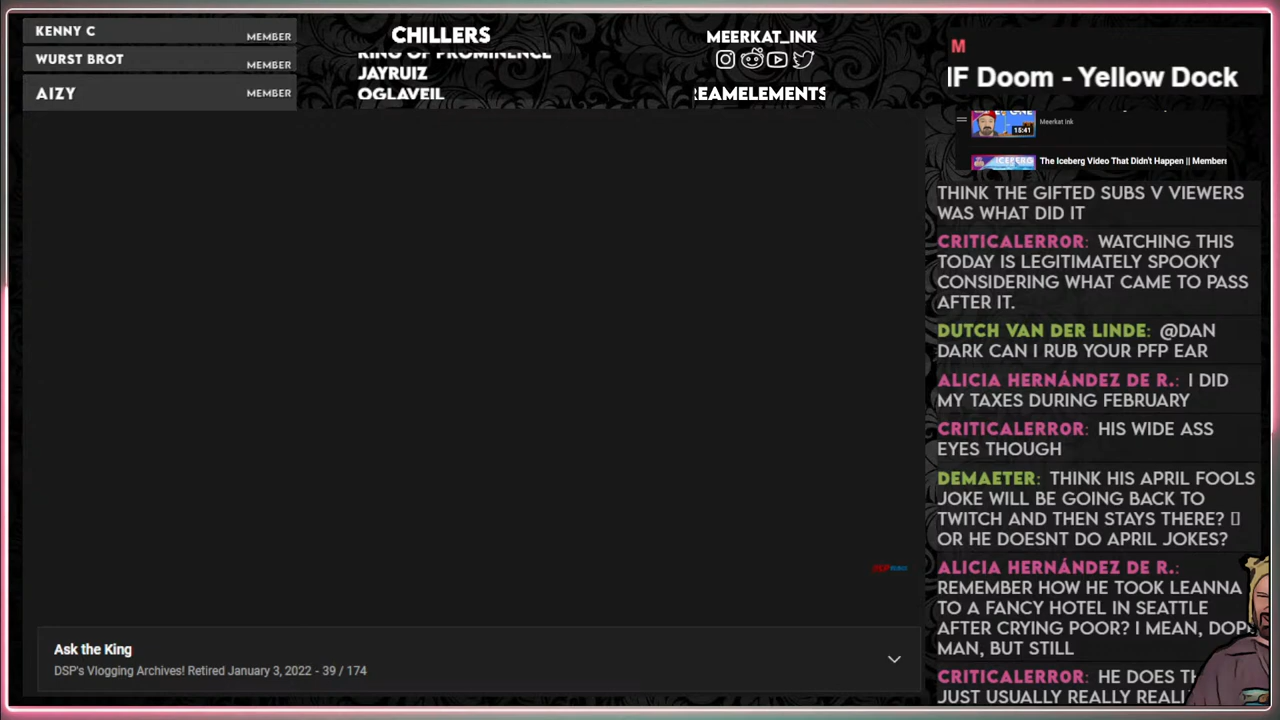 KENNY C MEMBER
WURST BROT MEMBER
AIZY MEMBER
CHILLERS
KING OF PROMINENCE
JAYRUIZ
OGLAVEIL
MEERKAT_INK
REAMELEMENTS
M
IF Doom - Yellow Dock
15:41
Meerkat Ink
ICEBERG
The Iceberg Video That Didn't Happen || Members
THINK THE GIFTED SUBS V VIEWERS
WAS WHAT DID IT
CRITICALERROR: WATCHING THIS
TODAY IS LEGITIMATELY SPOOKY
CONSIDERING WHAT CAME TO PASS
AFTER IT.
DUTCH VAN DER LINDE: @DAN
DARK CAN I RUB YOUR PFP EAR
ALICIA HERNÁNDEZ DE R.: I DID
MY TAXES DURING FEBRUARY
CRITICALERROR: HIS WIDE ASS
EYES THOUGH
DEMAETER: THINK HIS APRIL FOOLS
JOKE WILL BE GOING BACK TO
TWITCH AND THEN STAYS THERE?
OR HE DOESNT DO APRIL JOKES?
ALICIA HERNÁNDEZ DE R.:
REMEMBER HOW HE TOOK LEANNA
TO A FANCY HOTEL IN SEATTLE
AFTER CRYING POOR? I MEAN, DOPE
MAN, BUT STILL
CRITICALERROR: HE DOES TH
JUST USUALLY REALLY REALI
Ask the King
DSP's Vlogging Archives! Retired January 3, 2022 - 39 / 174